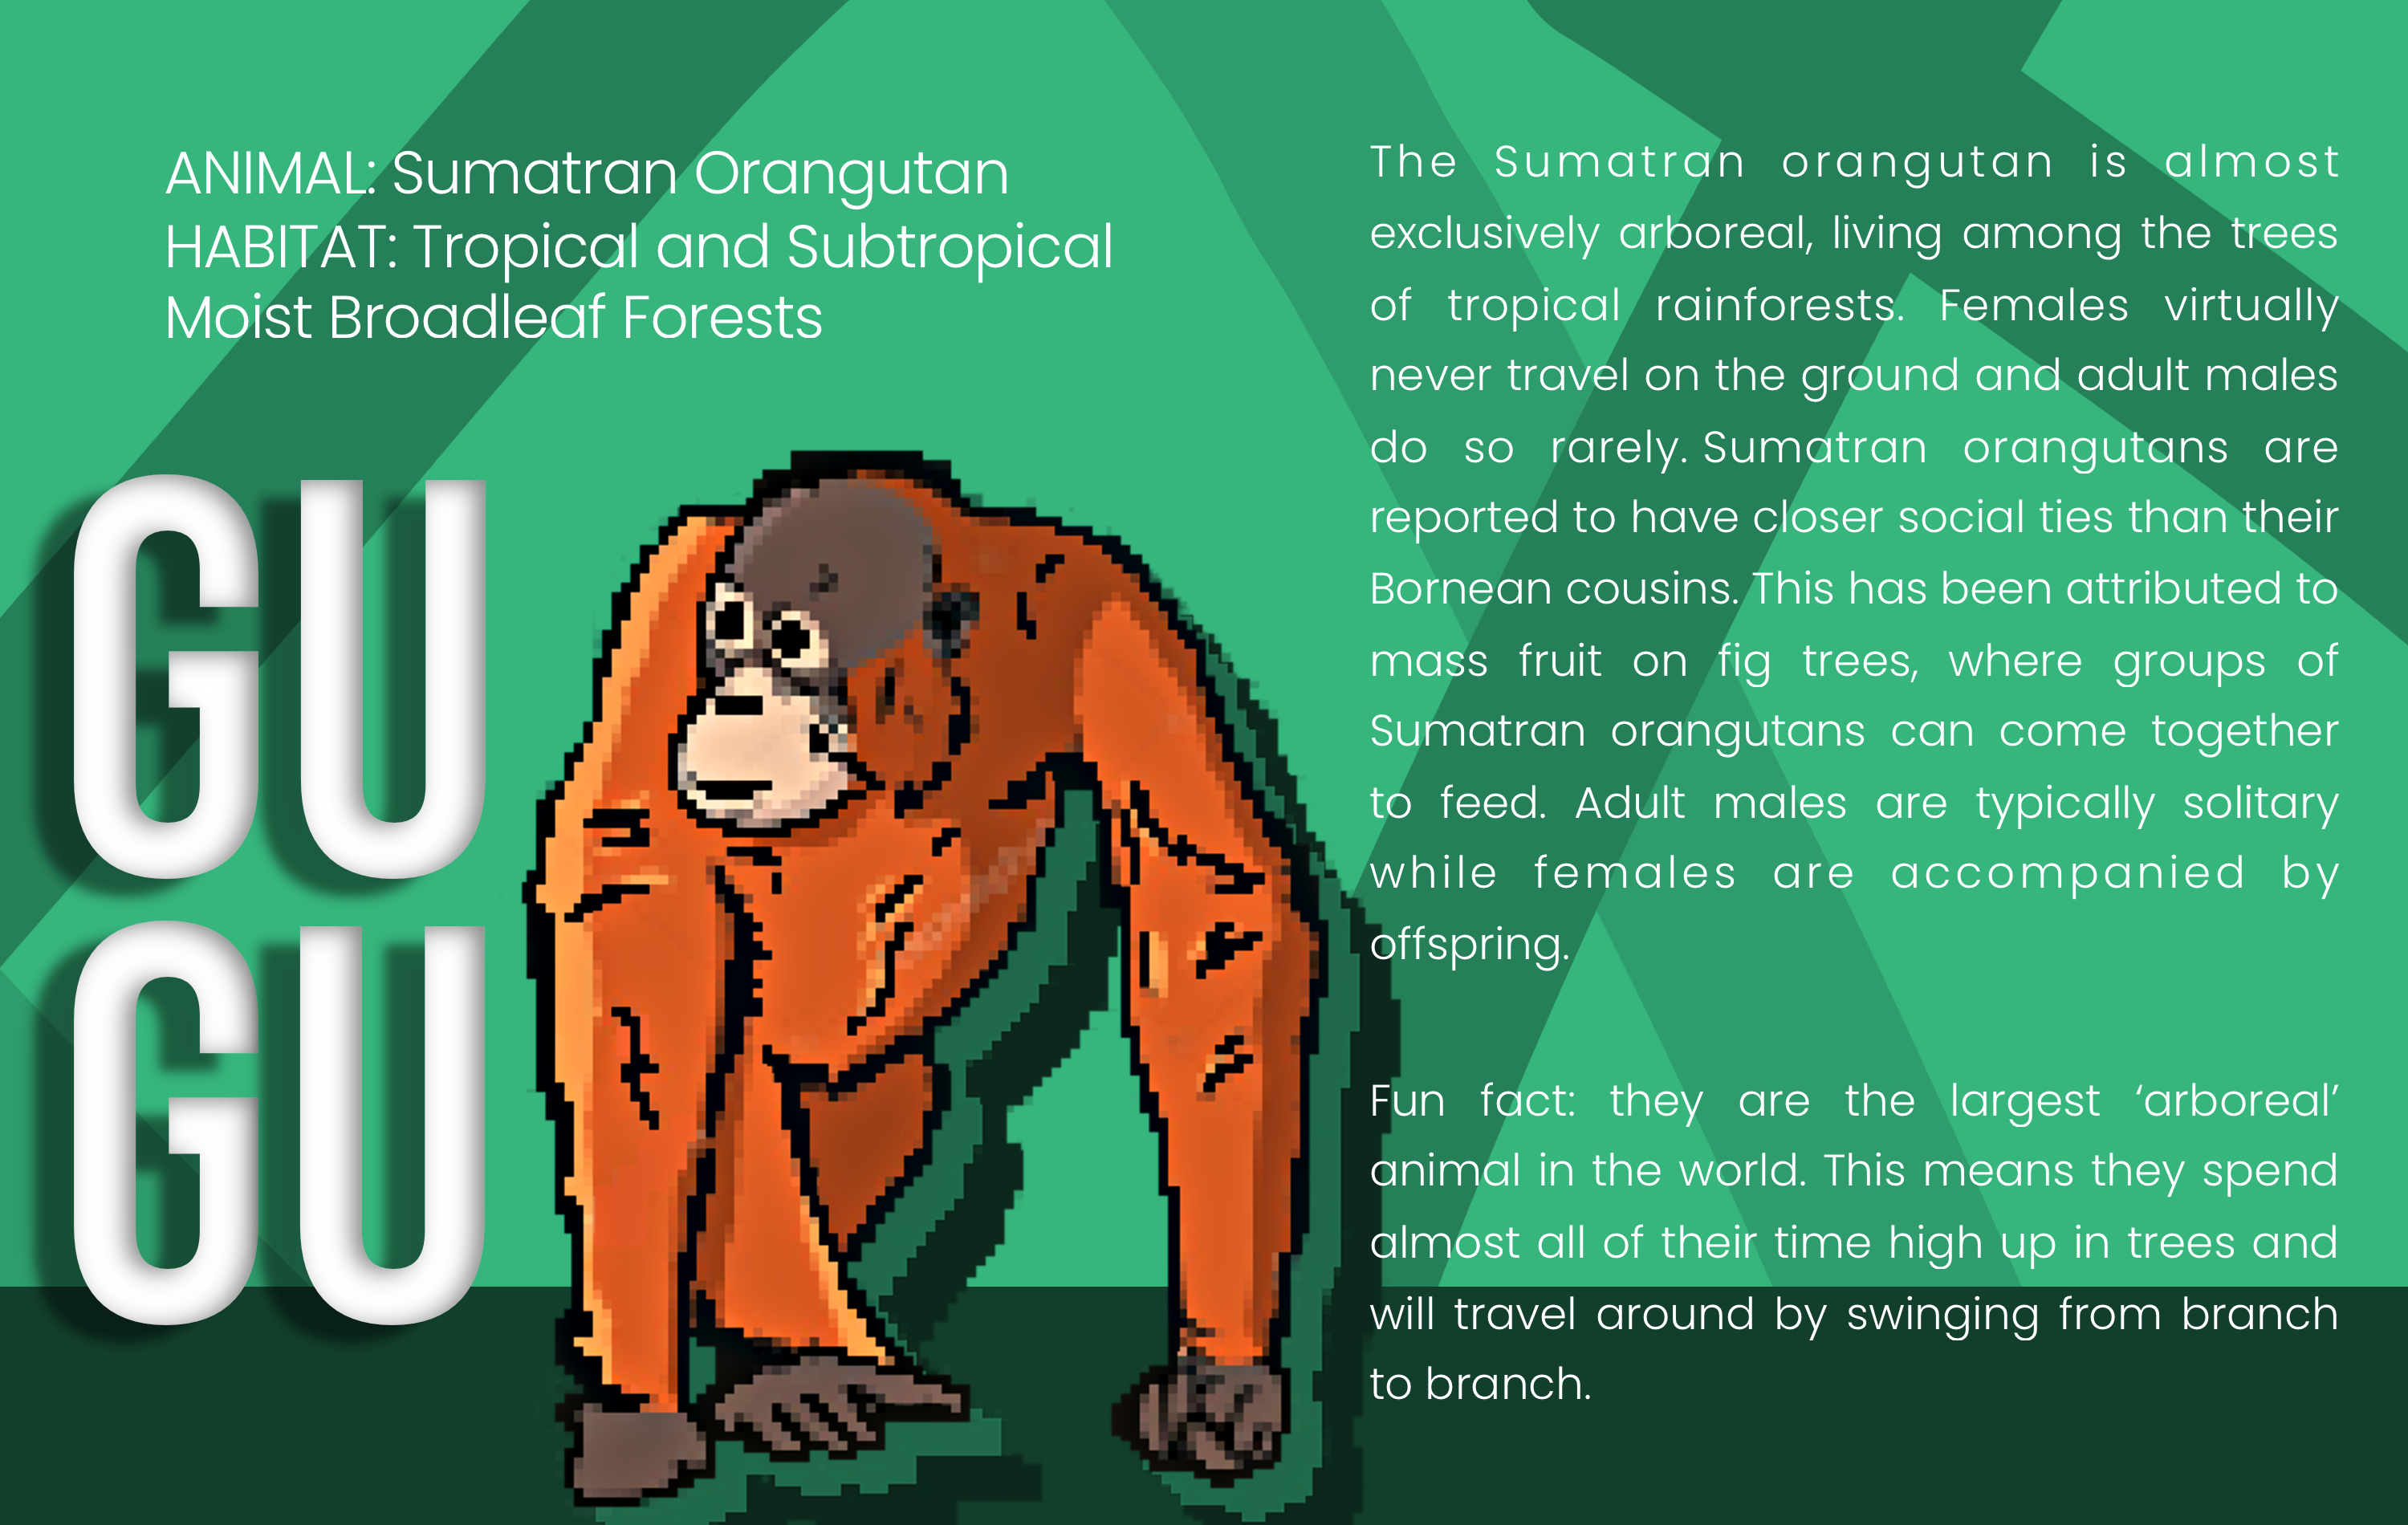 ANIMAL: Sumatran Orangutan
HABITAT: Tropical and Subtropical
Moist Broadleaf Forests
GU
GU
The Sumatran orangutan is almost
exclusively arboreal, living among the trees
of tropical rainforests. Females virtually
never travel on the ground and adult males
do so rarely. Sumatran orangutans are
reported to have closer social ties than their
Bornean cousins. This has been attributed to
mass fruit on fig trees, where groups of
Sumatran orangutans can come together
to feed. Adult males are typically solitary
while females are accompanied by
offspring.
Fun fact: they are the largest ‘arboreal’
animal in the world. This means they spend
almost all of their time high up in trees and
will travel around by swinging from branch
to branch.